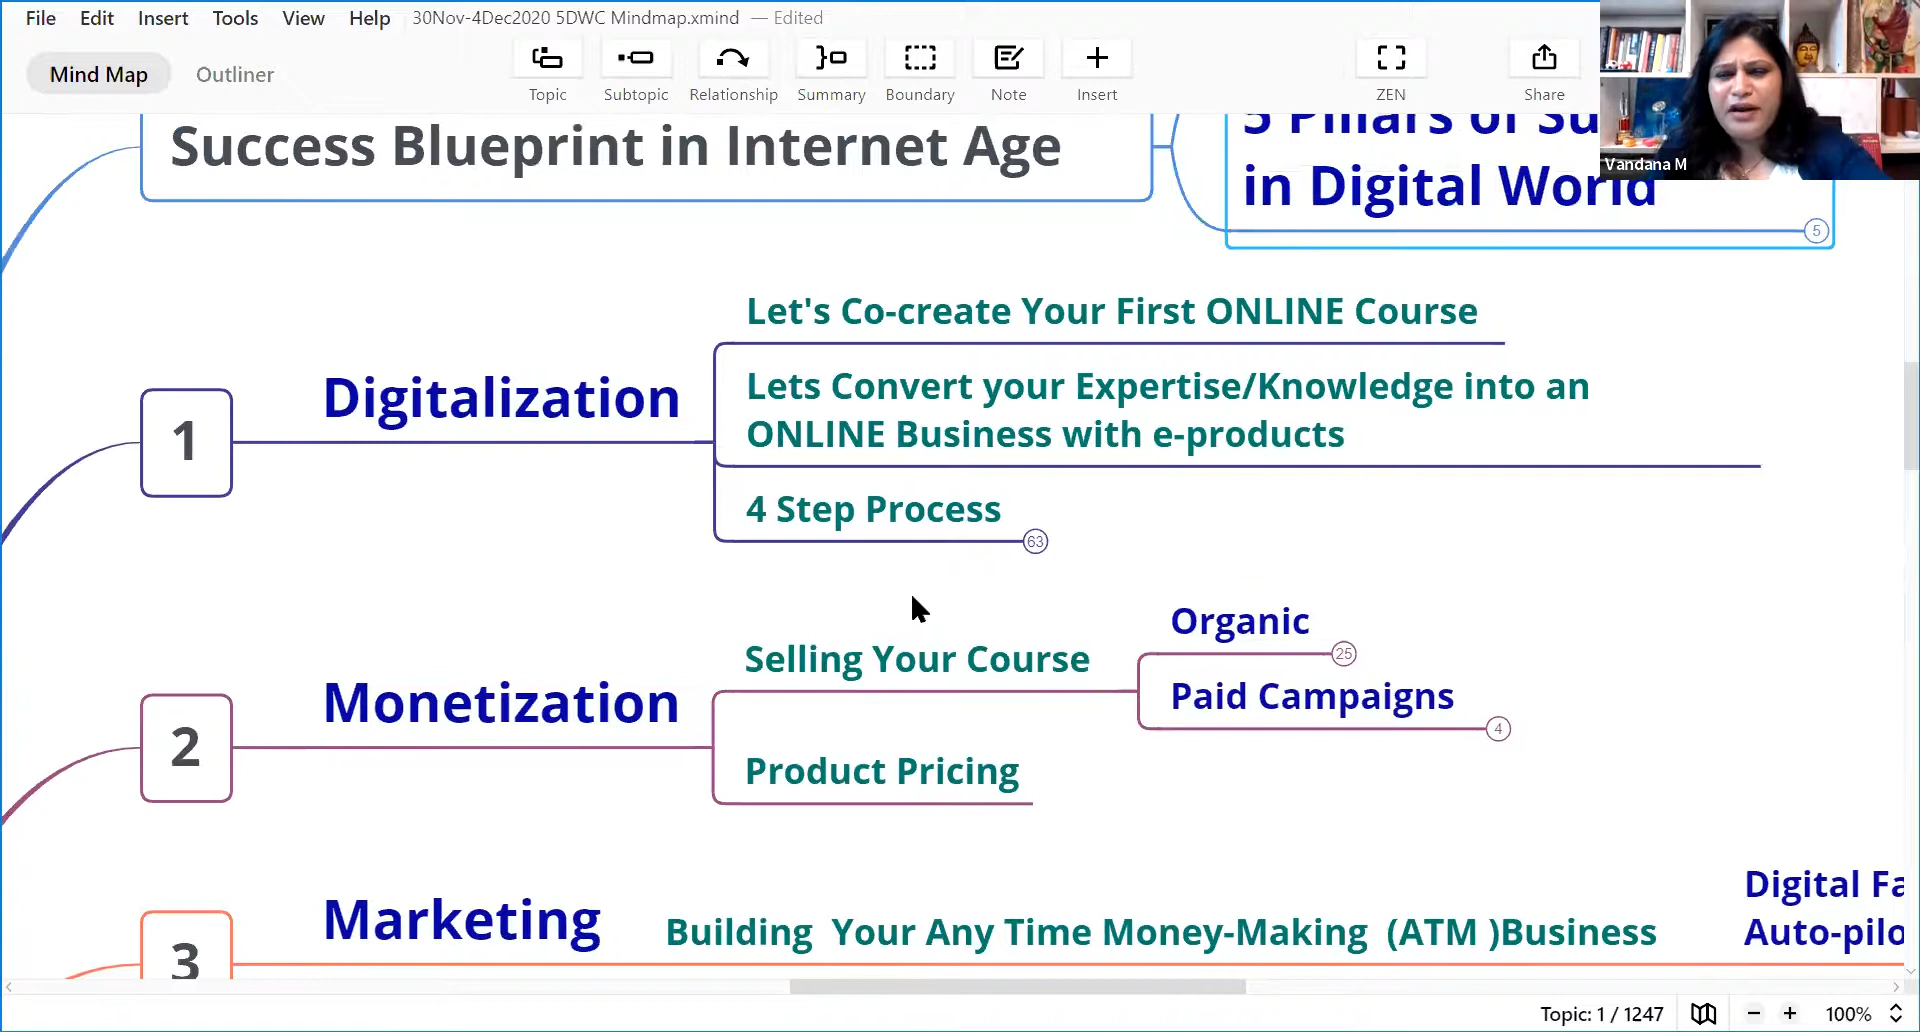 File Edit Insert Tools View Help 30Nov-4Dec2020 5DWC Mindmap.xmind — Edited
Mind Map Outliner
Topic Subtopic Relationship Summary Boundary Note Insert ZEN Share
Vandana M
Success Blueprint in Internet Age
5 Pillars of
in Digital World
5
Let's Co-create Your First ONLINE Course
1
Digitalization
Lets Convert your Expertise/Knowledge into an
ONLINE Business with e-products
4 Step Process
63
2
Monetization
Selling Your Course
Organic
25
Paid Campaigns
4
Product Pricing
3
Marketing
Building Your Any Time Money-Making (ATM )Business
Digital
Topic: 1 / 1247 100%